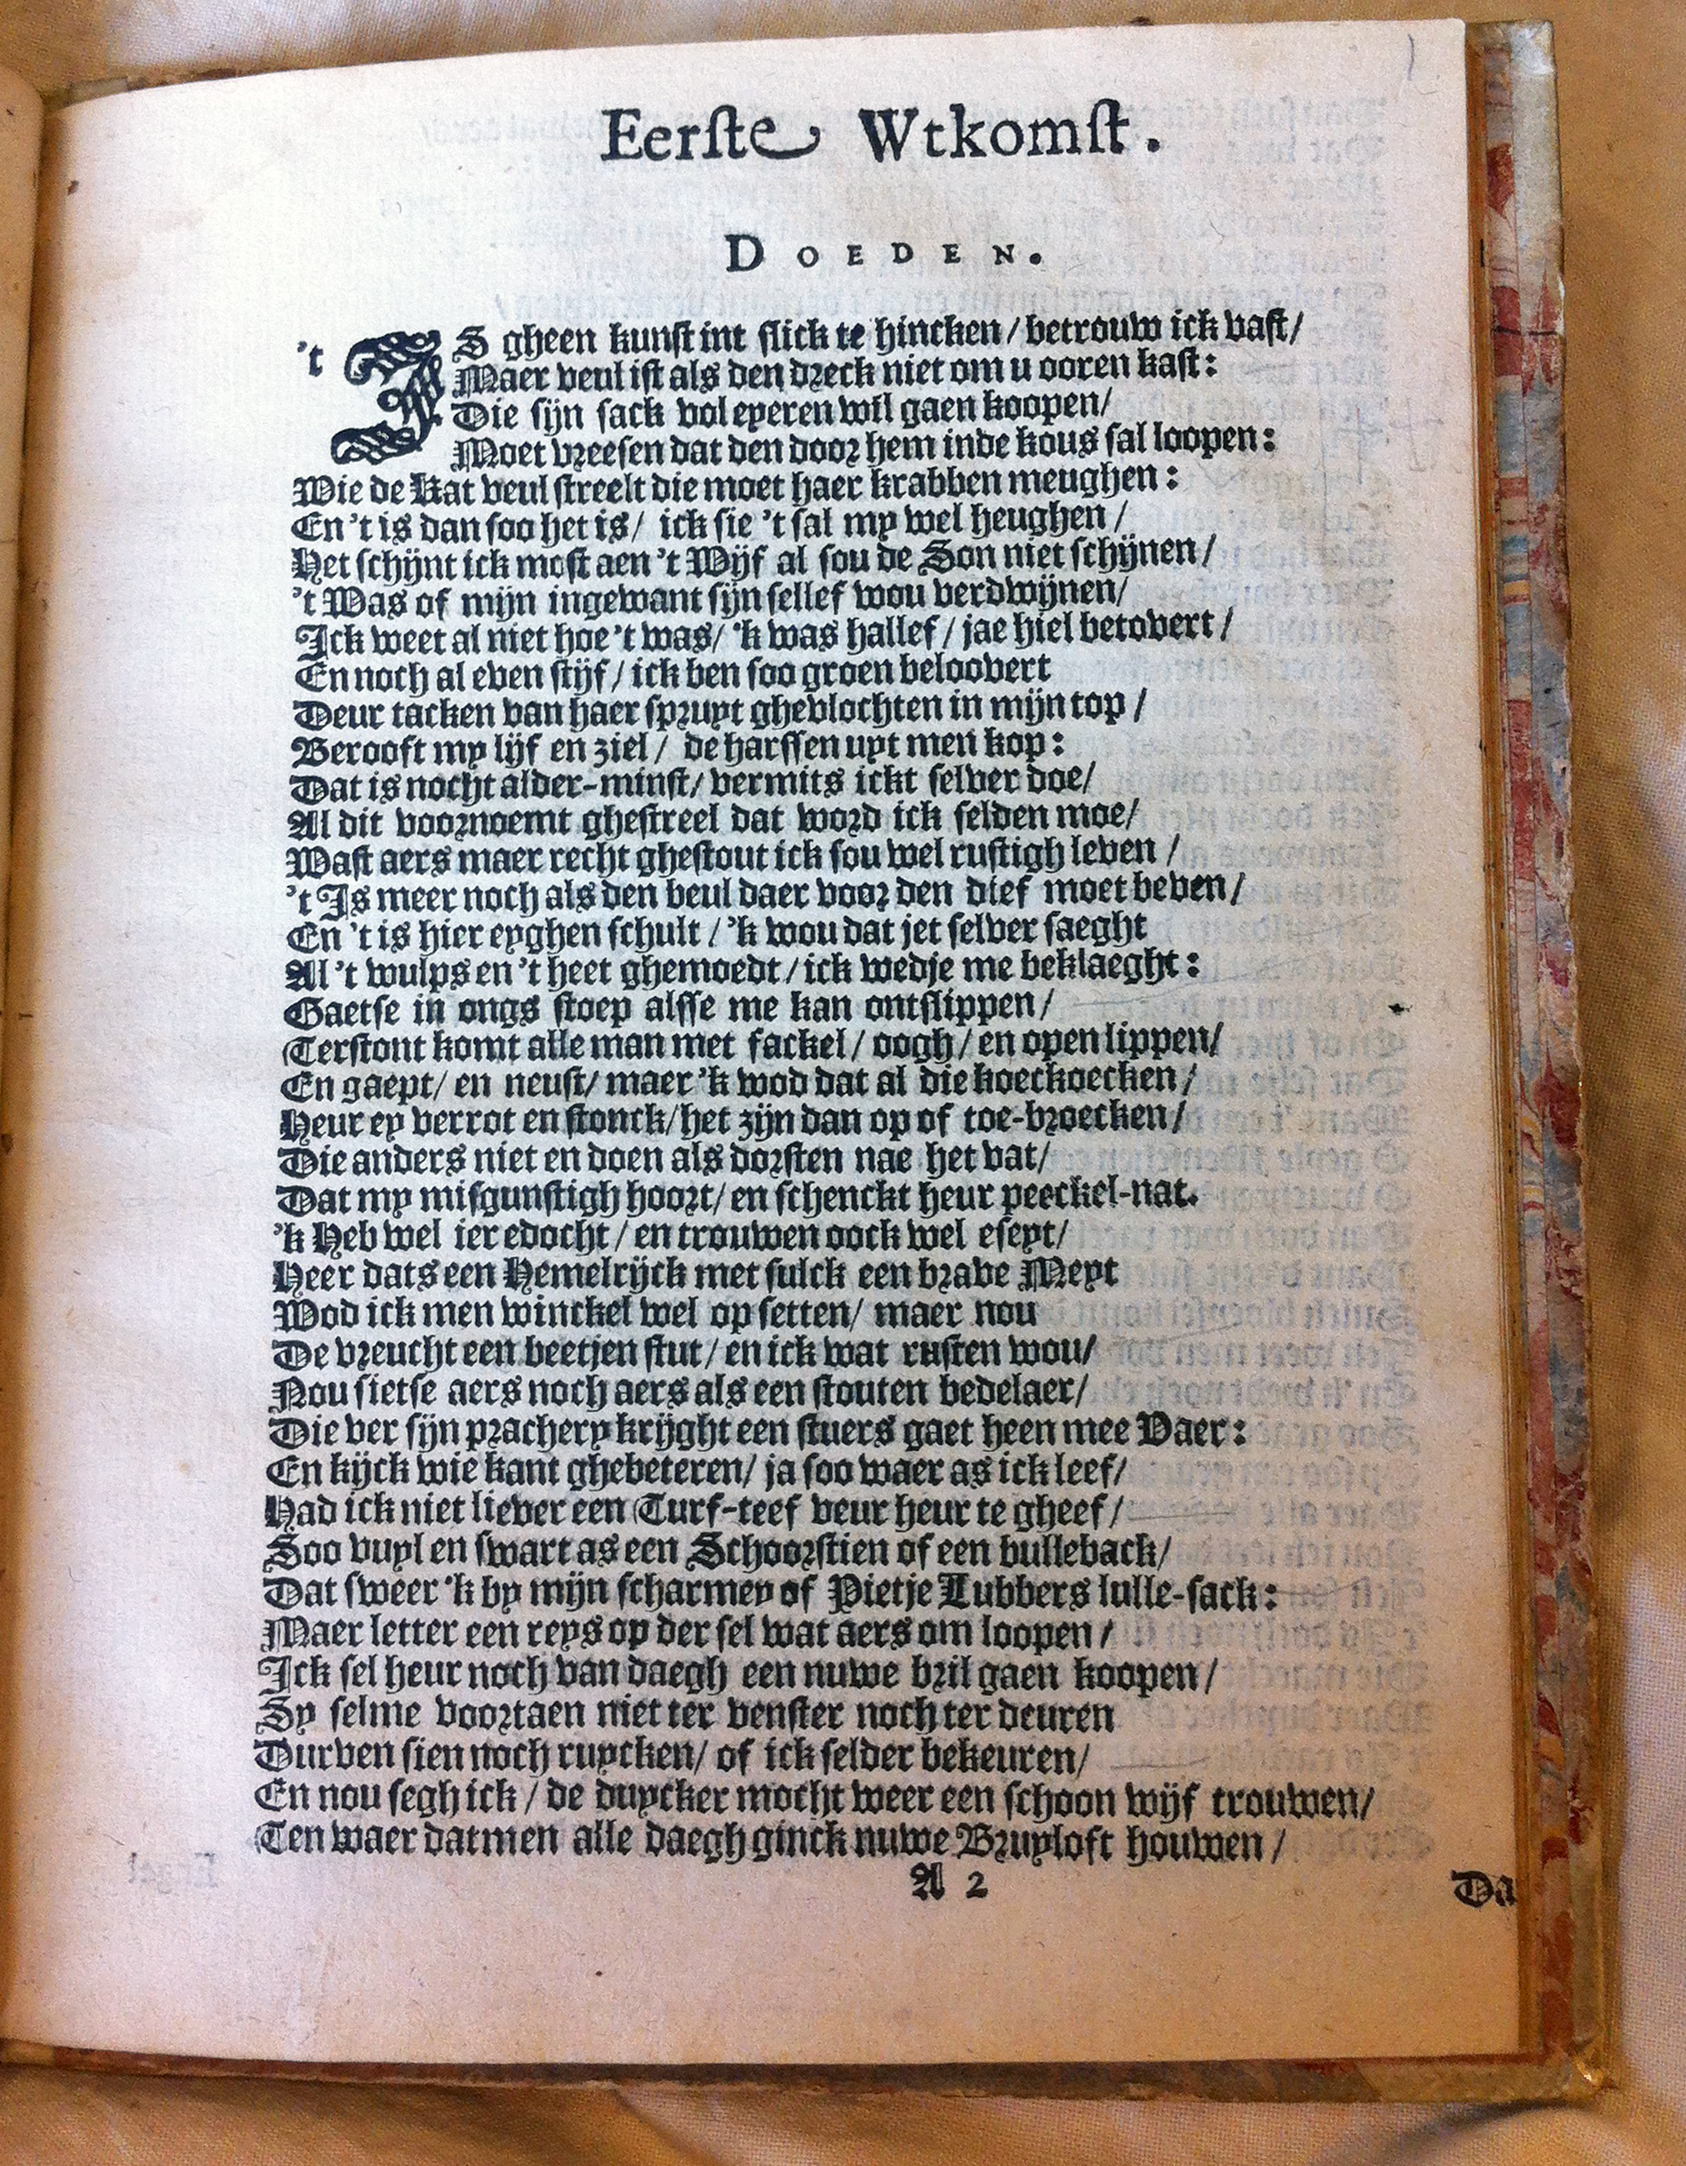 1
Eerste Wtkomst.
DOEDEN.
't IS gheen kunst int slick te hincken / betrouw ick vast /
Maer veul ist als den dreck niet om u ooren kast :
Die sijn sack vol eyeren wil gaen koopen /
Moet vreesen dat den door hem inde kous sal loopen :
Wie de Kat veul streelt die moet haer krabben meughen :
En 't is dan soo het is / ick sie 't sal my wel heughen /
Het schijnt ick most aen 't Wijf al sou de Son niet schijnen /
't Was of mijn ingewant sijn sellef wou verdwijnen /
Ick weet al niet hoe 't was / 'k was hallef / jae hiel betovert /
En noch al even stijf / ick ben soo groen beloovert
Deur tacken van haer spruyt ghevlochten in mijn top /
Berooft my lijf en ziel / de harssen uyt men kop :
Dat is nocht alder-minst / vermits ickt selver doe /
Al dit voornoemt ghestreel dat word ick selden moe /
Wast aers maer recht ghestout ick sou wel rustigh leven /
't Is meer noch als den beul daer voor den dief moet beven /
En 't is hier eyghen schult / 'k wou dat jet selver saeght
Al 't wulps en 't heet ghemoedt / ick wedje me beklaeght :
Gaetse in ongs stoep alsse me kan ontslippen /
Terstont komt alle man met fackel / oogh / en open lippen /
En gaept / en neust / maer 'k wod dat al die koeckoecken /
Heur ey verrot en stonck / het zijn dan op of toe-broecken /
Die anders niet en doen als dorsten nae het vat /
Dat my misgunstigh hoort / en schenckt heur peeckel-nat.
'k Heb wel ier edocht / en trouwen oock wel eseyt /
Heer dats een Hemelrijck met sulck een brave Meyt
Wod ick men winckel wel op setten / maer nou
De vreucht een beetjen stut / en ick wat rusten wou /
Nou sietse aers noch aers als een stouten bedelaer /
Die ver sijn prachery krijght een stuers gaet heen mee Vaer :
En kijck wie kant ghebeteren / ja soo waer as ick leef /
Had ick niet liever een Turf-teef veur heur te gheef /
Soo vuyl en swart as een Schoorstien of een bulleback /
Dat sweer 'k by mijn scharmey of Pietje Lubbers lulle-sack :
Maer letter een reys op der sel wat aers om loopen /
Ick sel heur noch van daegh een nuwe bril gaen koopen /
Sy selme voortaen niet ter venster noch ter deuren
Durven sien noch ruycken / of ick selder bekeuren /
En nou segh ick / de duycker mocht weer een schoon wijf trouwen /
Ten waer datmen alle daegh ginck nuwe Bruyloft houwen /
A 2
Da